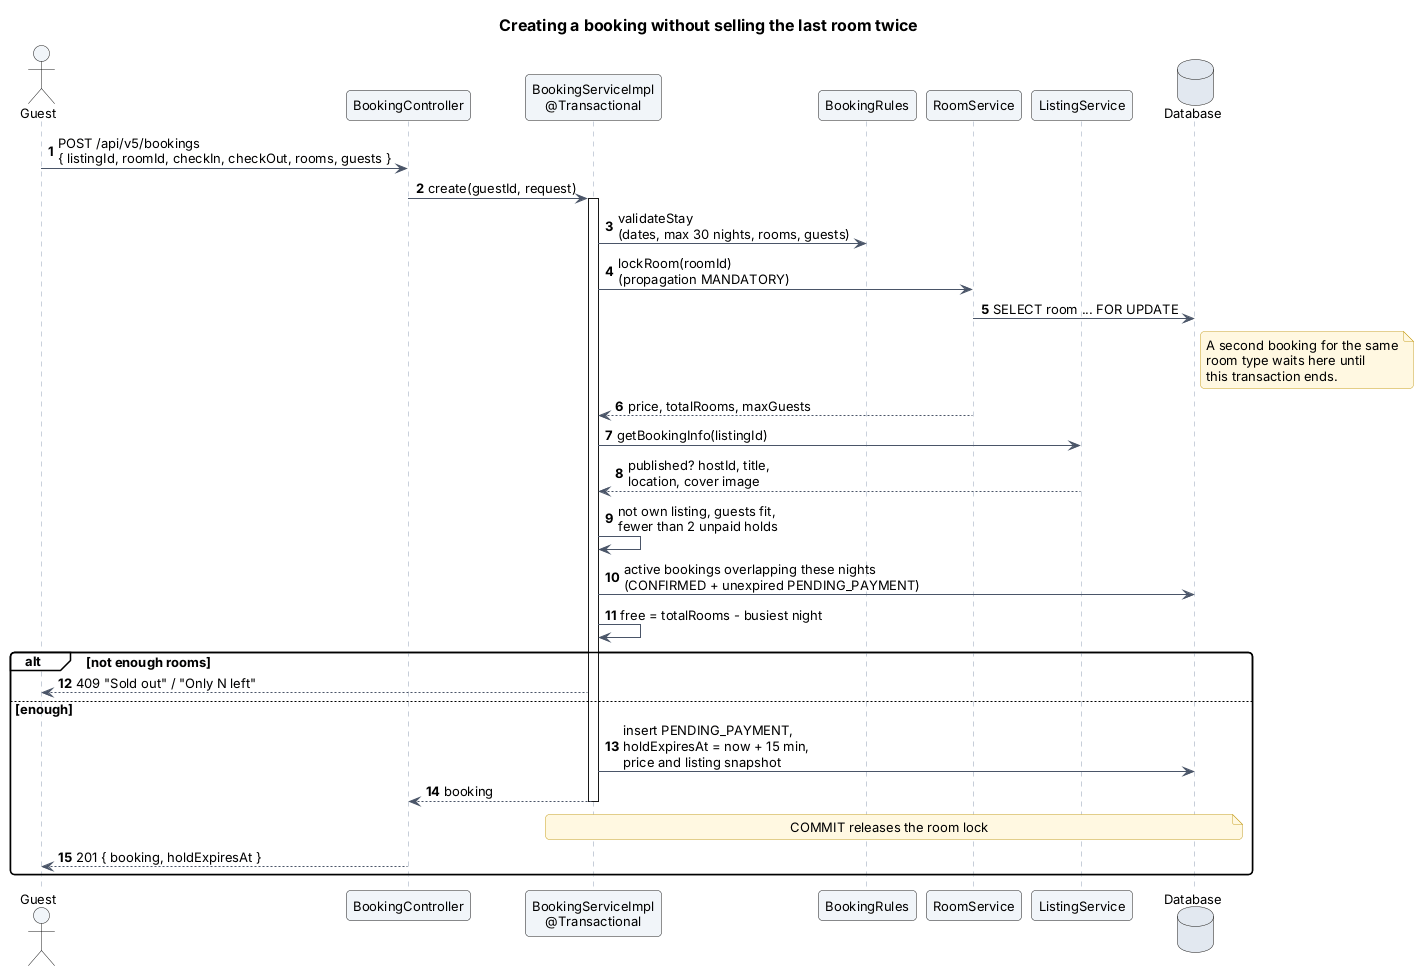 Creating a booking without selling the last room twice
Guest
BookingController
BookingServiceImpl
@Transactional
BookingRules
RoomService
ListingService
Database
1 POST /api/v5/bookings
{ listingId, roomId, checkIn, checkOut, rooms, guests }
2 create(guestId, request)
3 validateStay
(dates, max 30 nights, rooms, guests)
4 lockRoom(roomId)
(propagation MANDATORY)
5 SELECT room ... FOR UPDATE
A second booking for the same
room type waits here until
this transaction ends.
6 price, totalRooms, maxGuests
7 getBookingInfo(listingId)
8 published? hostId, title,
location, cover image
9 not own listing, guests fit,
fewer than 2 unpaid holds
10 active bookings overlapping these nights
(CONFIRMED + unexpired PENDING_PAYMENT)
11 free = totalRooms - busiest night
alt [not enough rooms]
12 409 "Sold out" / "Only N left"
[enough]
13 insert PENDING_PAYMENT,
holdExpiresAt = now + 15 min,
price and listing snapshot
14 booking
COMMIT releases the room lock
15 201 { booking, holdExpiresAt }
Guest
BookingController
BookingServiceImpl
@Transactional
BookingRules
RoomService
ListingService
Database